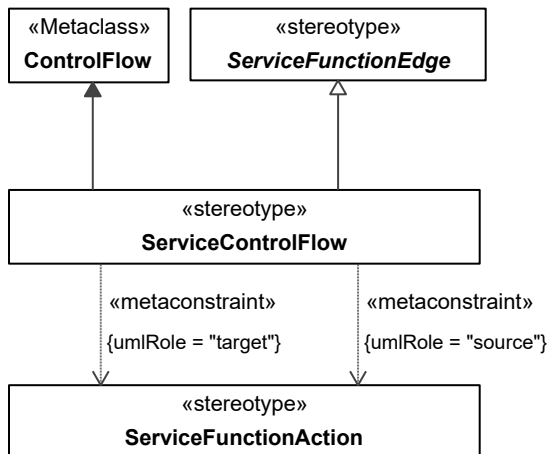 «Metaclass»
ControlFlow
«stereotype»
ServiceFunctionEdge
«stereotype»
ServiceControlFlow
«metaconstraint»
{umlRole = "target"}
«metaconstraint»
{umlRole = "source"}
«stereotype»
ServiceFunctionAction